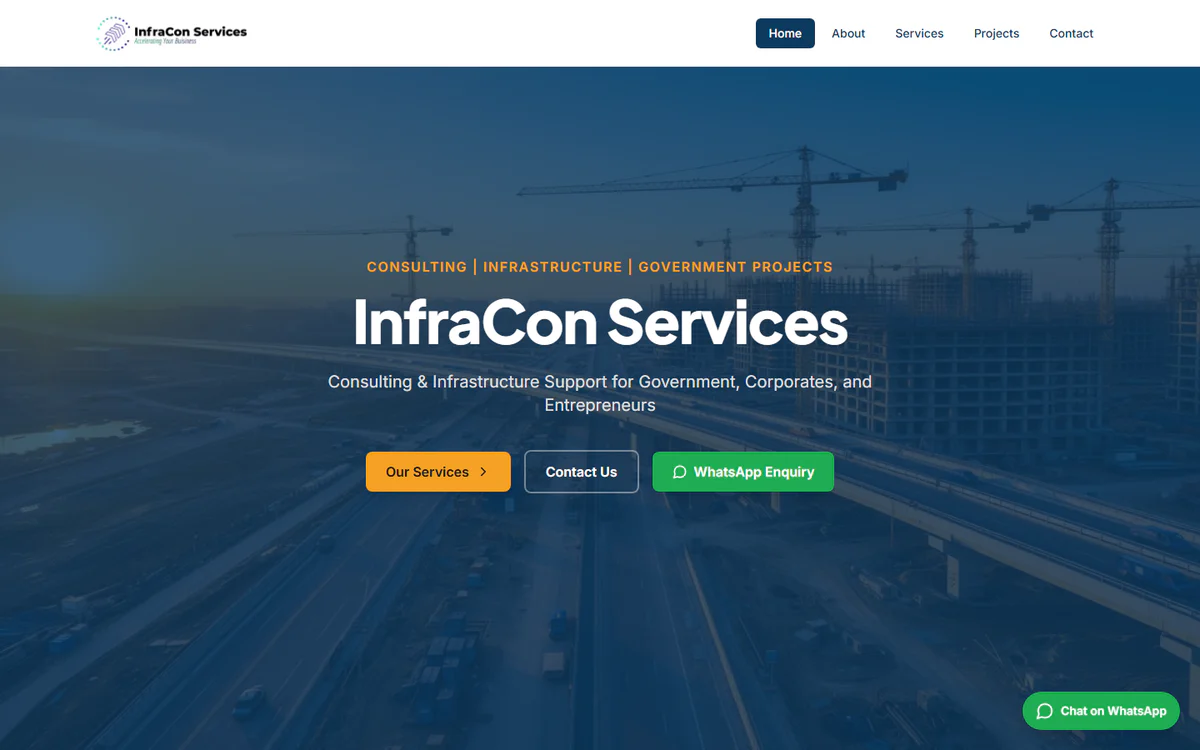 InfraCon Services
Accelerating Your Business
Home
About
Services
Projects
Contact
CONSULTING | INFRASTRUCTURE | GOVERNMENT PROJECTS
InfraCon Services
Consulting & Infrastructure Support for Government, Corporates, and
Entrepreneurs
Our Services
Contact Us
WhatsApp Enquiry
Chat on WhatsApp